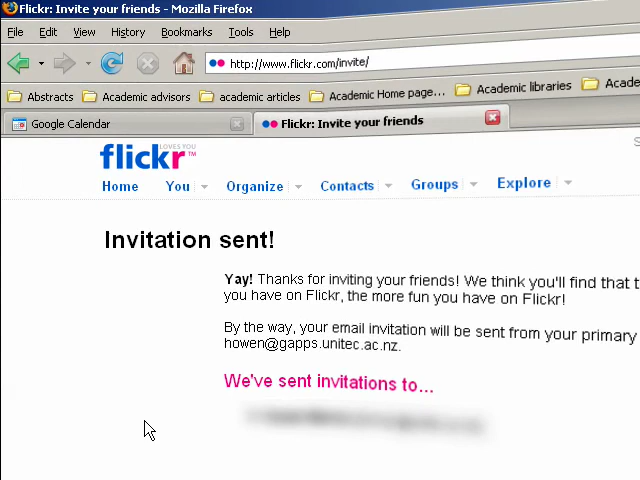 Flickr: Invite your friends - Mozilla Firefox
File Edit View History Bookmarks Tools Help
http://www.flickr.com/invite/
Abstracts Academic advisors academic articles Academic Home page... Academic libraries Acade
Google Calendar Flickr: Invite your friends
LOVES YOU
flickr™
S
Home You Organize Contacts Groups Explore
Invitation sent!
Yay! Thanks for inviting your friends! We think you'll find that t
you have on Flickr, the more fun you have on Flickr!
By the way, your email invitation will be sent from your primary
howen@gapps.unitec.ac.nz.
We've sent invitations to...